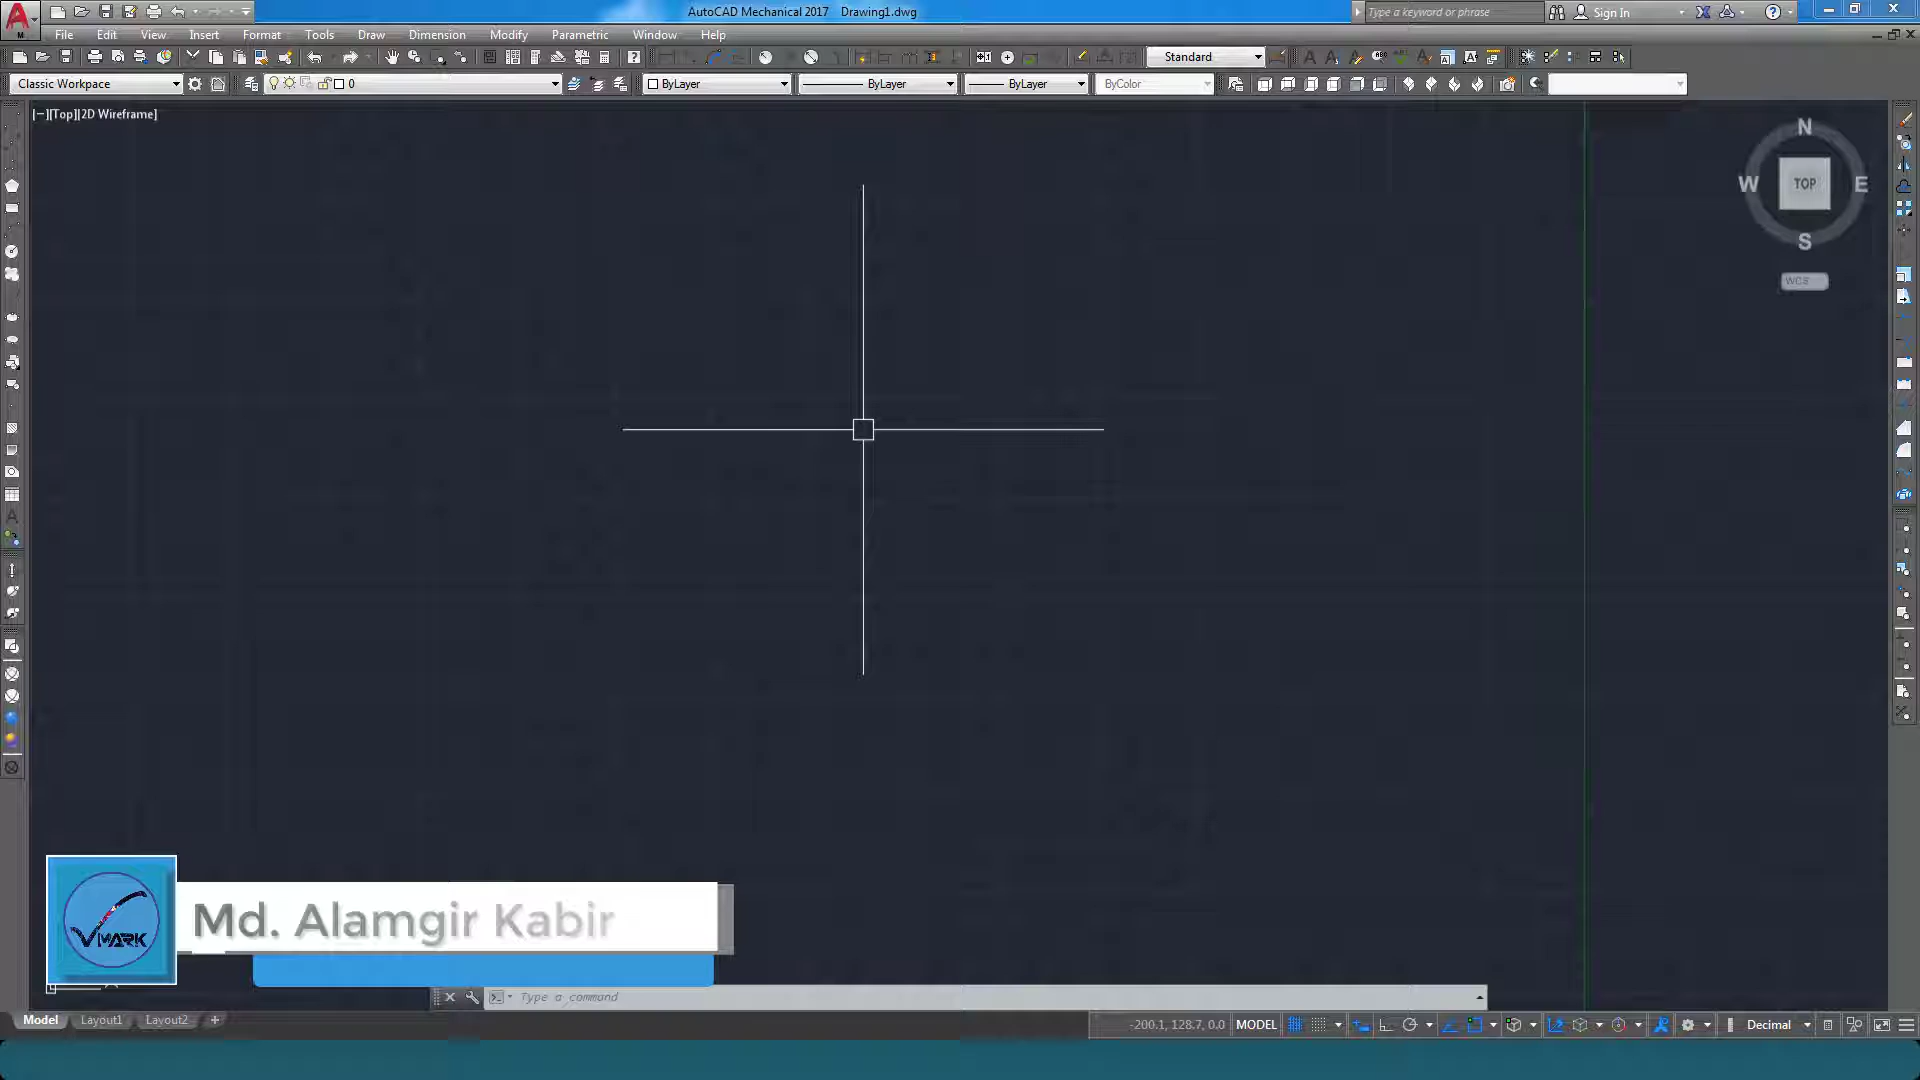 AutoCAD Mechanical 2017 Drawing1.dwg
Type a keyword or phrase
Sign In
File Edit View Insert Format Tools Draw Dimension Modify Parametric Window Help
Standard
Classic Workspace
0
ByLayer
ByLayer
ByLayer
ByColor
[−][Top][2D Wireframe]
N
W
TOP
E
S
WCS
VMARK
Md. Alamgir Kabir
Type a command
Model Layout1 Layout2 +
-200.1, 128.7, 0.0
MODEL
Decimal